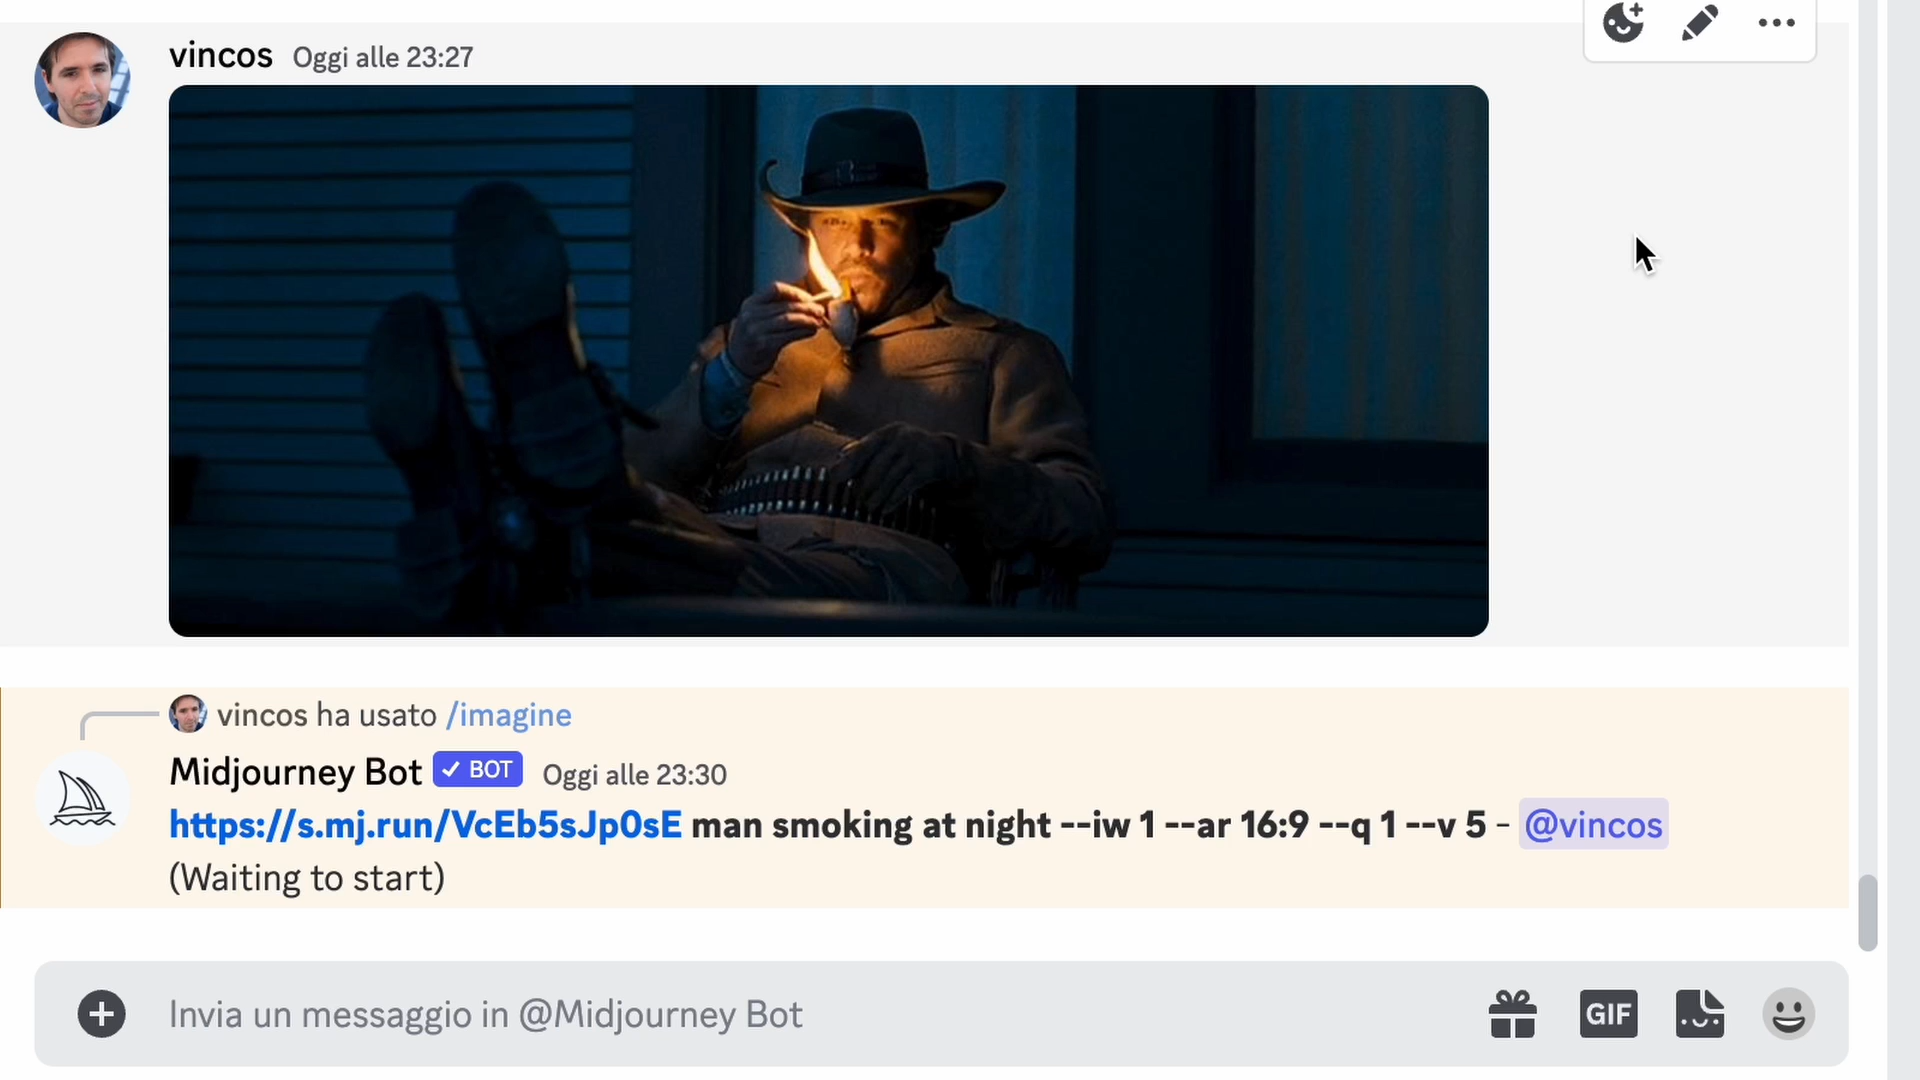 vincos Oggi alle 23:27
vincos ha usato /imagine
Midjourney Bot ✓ BOT Oggi alle 23:30
https://s.mj.run/VcEb5sJp0sE man smoking at night --iw 1 --ar 16:9 --q 1 --v 5 - @vincos
(Waiting to start)
Invia un messaggio in @Midjourney Bot
GIF